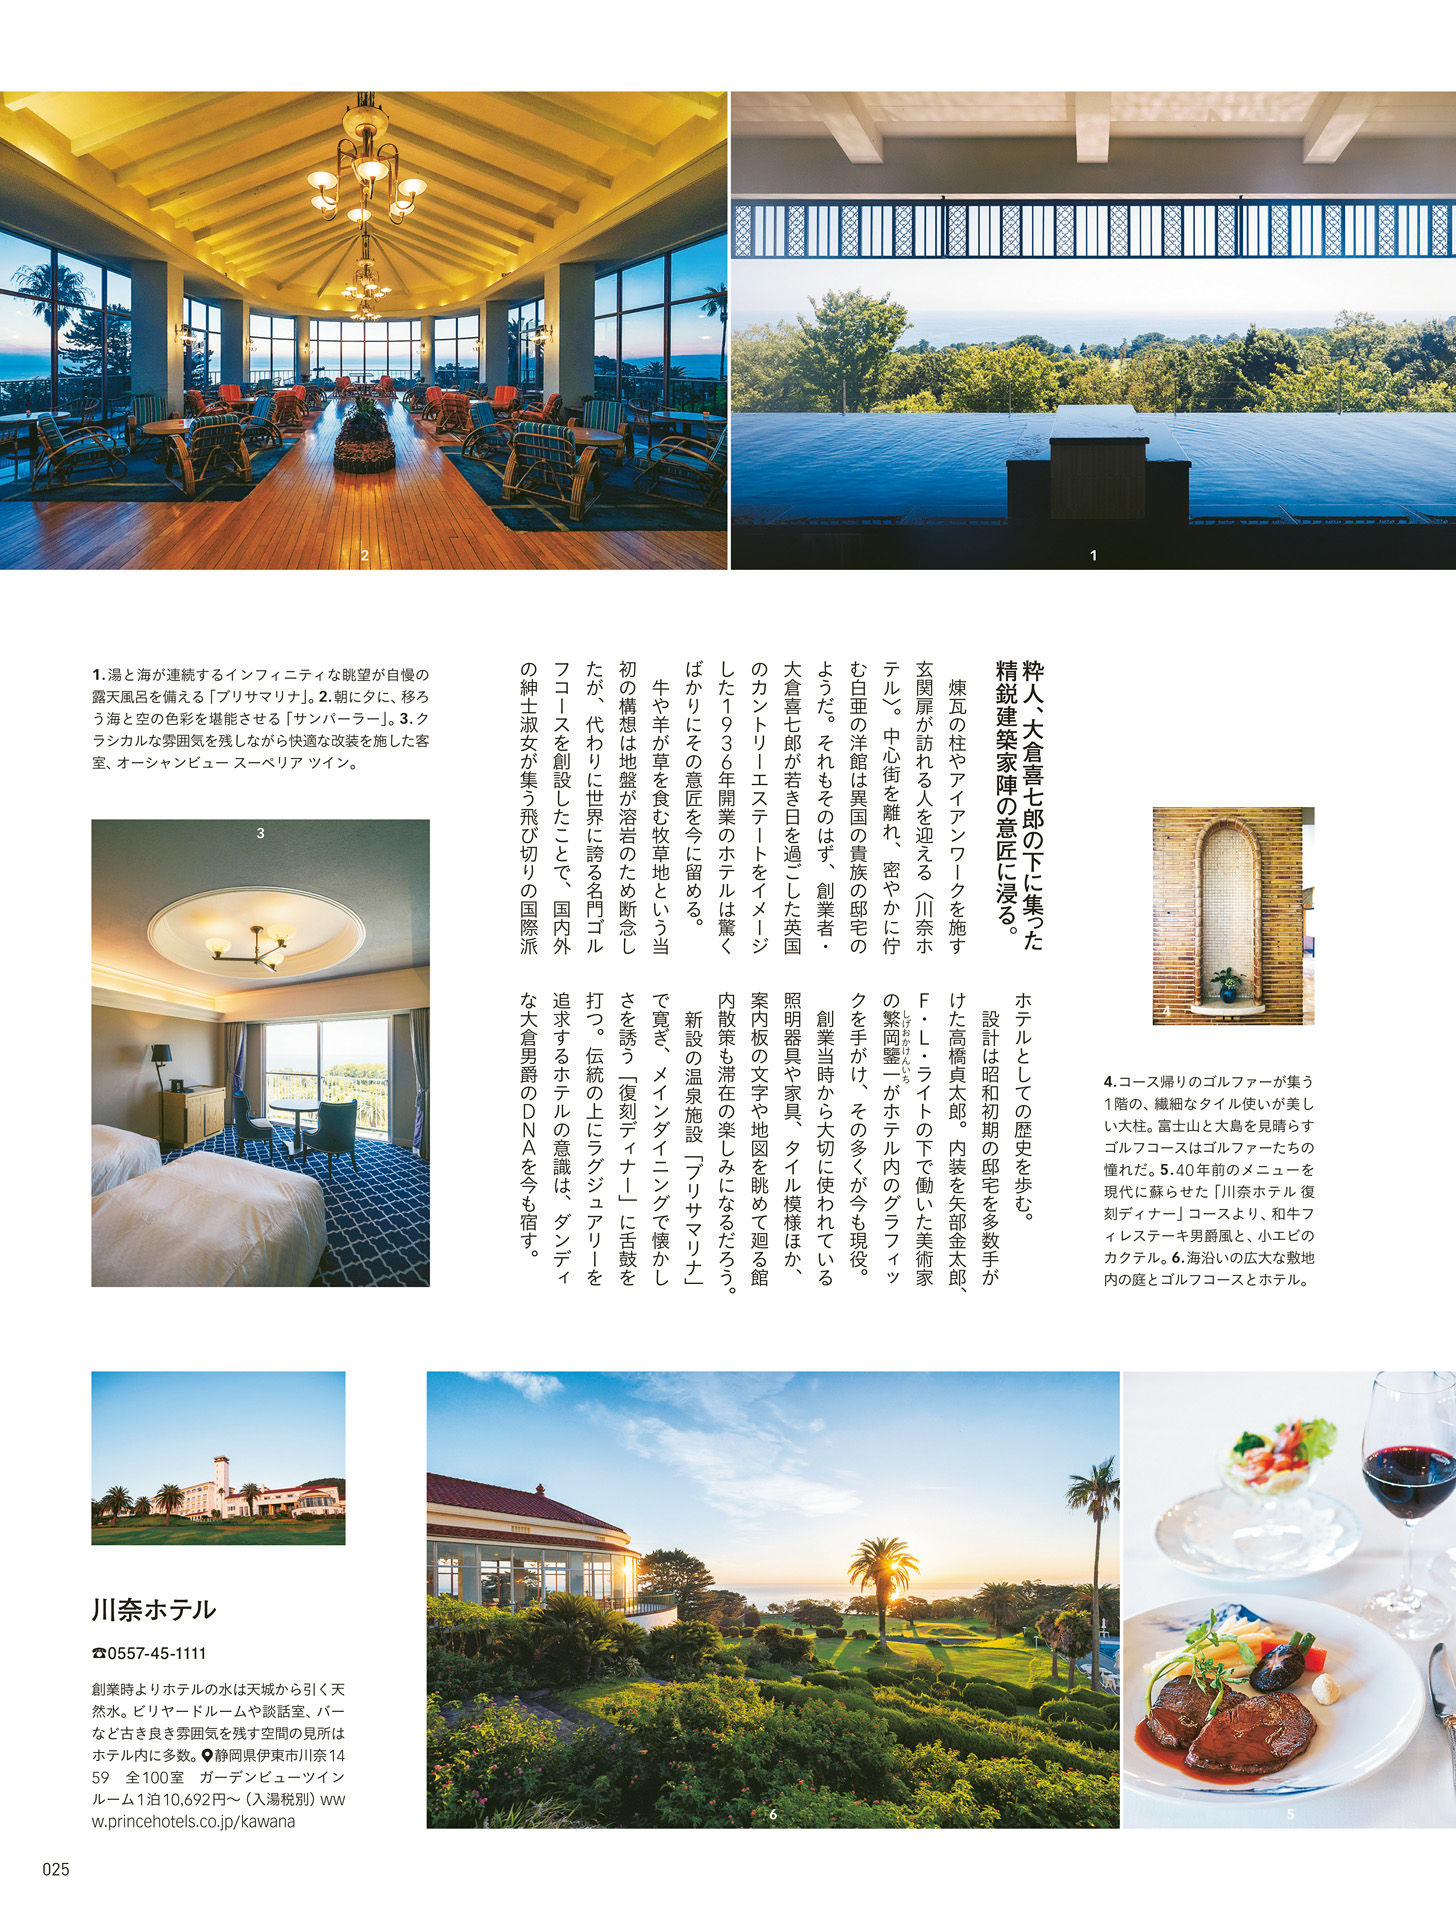 2
1
粋人、大倉喜七郎の下に集った
精鋭建築家陣の意匠に浸る。
煉瓦の柱やアイアンワークを施す
玄関扉が訪れる人を迎える〈川奈ホ
テル〉。中心街を離れ、密やかに佇
む白亜の洋館は異国の貴族の邸宅の
ようだ。それもそのはず、創業者・
大倉喜七郎が若き日を過ごした英国
のカントリーエステートをイメージ
した1936年開業のホテルは驚く
ばかりにその意匠を今に留める。
牛や羊が草を食む牧草地という当
初の構想は地盤が溶岩のため断念し
たが、代わりに世界に誇る名門ゴル
フコースを創設したことで、国内外
の紳士淑女が集う飛び切りの国際派
ホテルとしての歴史を歩む。
設計は昭和初期の邸宅を多数手が
けた高橋貞太郎。内装を矢部金太郎、
F・L・ライトの下で働いた美術家
の繁岡鑒一がホテル内のグラフィッ
しげおかけんいち
クを手がけ、その多くが今も現役。
創業当時から大切に使われている
照明器具や家具、タイル模様ほか、
案内板の文字や地図を眺めて廻る館
内散策も滞在の楽しみになるだろう。
新設の温泉施設「ブリサマリナ」
で寛ぎ、メインダイニングで懐かし
さを誘う「復刻ディナー」に舌鼓を
打つ。伝統の上にラグジュアリーを
追求するホテルの意識は、ダンディ
な大倉男爵のDNAを今も宿す。
1.湯と海が連続するインフィニティな眺望が自慢の
露天風呂を備える「ブリサマリナ」。2.朝に夕に、移ろ
う海と空の色彩を堪能させる「サンパーラー」。3.ク
ラシカルな雰囲気を残しながら快適な改装を施した客
室、オーシャンビュー スーペリア ツイン。
3
4
4.コース帰りのゴルファーが集う
1階の、繊細なタイル使いが美し
い大柱。富士山と大島を見晴らす
ゴルフコースはゴルファーたちの
憧れだ。5.40年前のメニューを
現代に蘇らせた「川奈ホテル 復
刻ディナー」コースより、和牛フ
ィレステーキ男爵風と、小エビの
カクテル。6.海沿いの広大な敷地
内の庭とゴルフコースとホテル。
川奈ホテル
☎0557-45-1111
創業時よりホテルの水は天城から引く天
然水。ビリヤードルームや談話室、バー
など古き良き雰囲気を残す空間の見所は
ホテル内に多数。静岡県伊東市川奈14
59　全100室　ガーデンビューツイン
ルーム1泊10,692円〜（入湯税別）ww
w.princehotels.co.jp/kawana
6
5
025